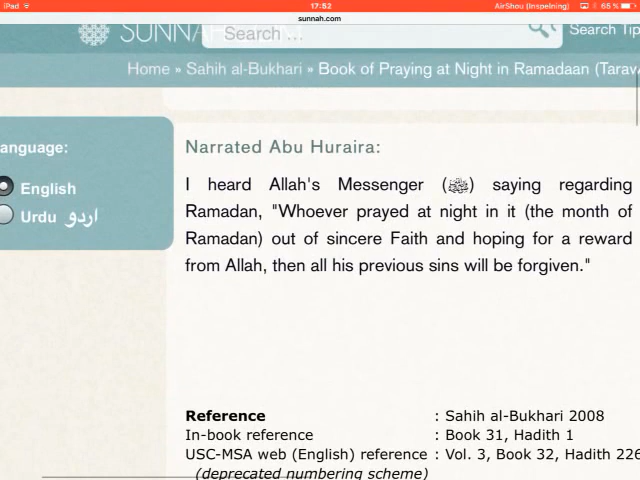 iPad
17:52
AirShou (Inspelning)
65 %
sunnah.com
SUNNA
Search ...
Search Tip
Home » Sahih al-Bukhari » Book of Praying at Night in Ramadaan (Tarav
anguage:
English
Urdu اردو
Narrated Abu Huraira:
I heard Allah's Messenger (ﷺ) saying regarding
Ramadan, "Whoever prayed at night in it (the month of
Ramadan) out of sincere Faith and hoping for a reward
from Allah, then all his previous sins will be forgiven."
Reference : Sahih al-Bukhari 2008
In-book reference : Book 31, Hadith 1
USC-MSA web (English) reference : Vol. 3, Book 32, Hadith 226
(deprecated numbering scheme)